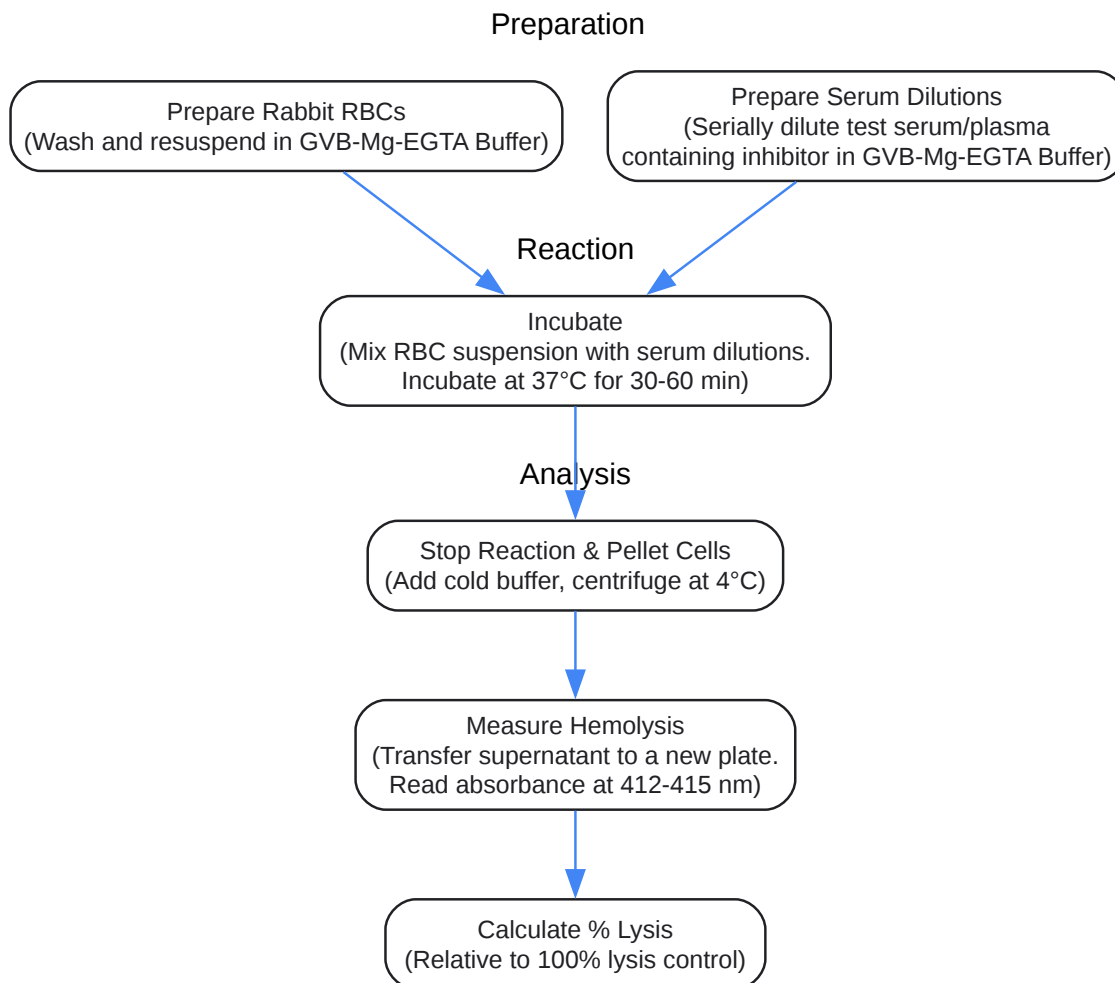 Preparation
Prepare Rabbit RBCs
(Wash and resuspend in GVB-Mg-EGTA Buffer)
Prepare Serum Dilutions
(Serially dilute test serum/plasma
containing inhibitor in GVB-Mg-EGTA Buffer)
Reaction
Incubate
(Mix RBC suspension with serum dilutions.
Incubate at 37°C for 30-60 min)
Analysis
Stop Reaction & Pellet Cells
(Add cold buffer, centrifuge at 4°C)
Measure Hemolysis
(Transfer supernatant to a new plate.
Read absorbance at 412-415 nm)
Calculate % Lysis
(Relative to 100% lysis control)